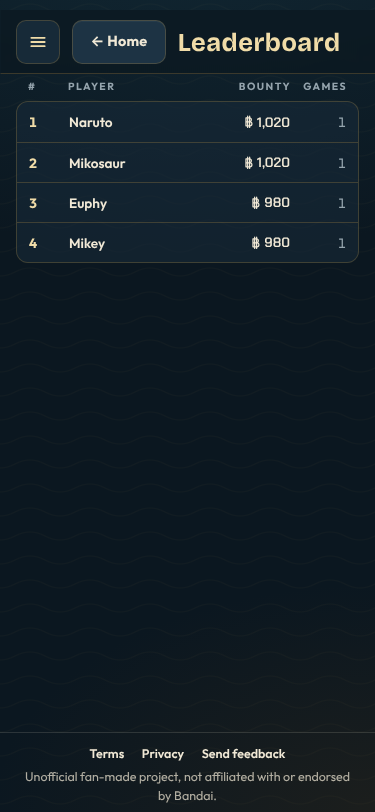 ← Home
Leaderboard
# PLAYER BOUNTY GAMES
1 Naruto ฿ 1,020 1
2 Mikosaur ฿ 1,020 1
3 Euphy ฿ 980 1
4 Mikey ฿ 980 1
Terms Privacy Send feedback
Unofficial fan-made project, not affiliated with or endorsed
by Bandai.